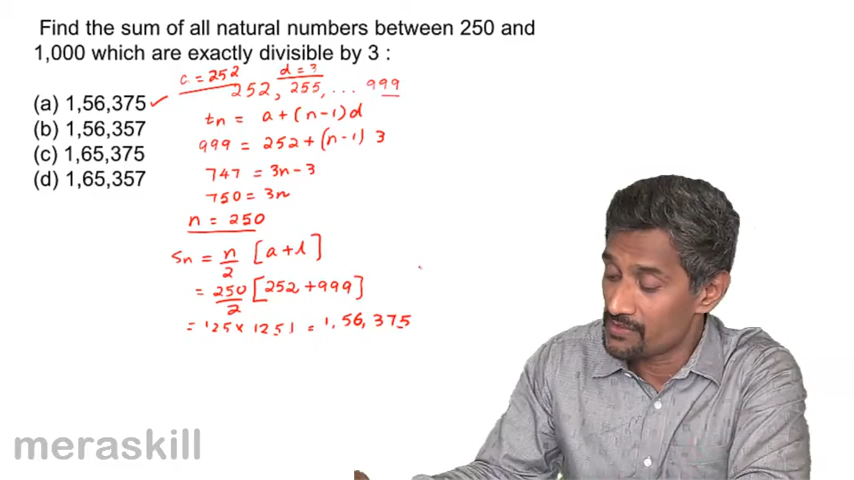 Find the sum of all natural numbers between 250 and
1,000 which are exactly divisible by 3 :
a = 252 d = 3
252, 255, ... 999
(a) 1,56,375 ✓
(b) 1,56,357
(c) 1,65,375
(d) 1,65,357
tn = a+(n-1)d
999 = 252+(n-1) 3
747 = 3n-3
750 = 3n
n = 250
Sn = n/2 [a+l]
= 250/2 [252+999]
= 125 x 1251 = 1,56,375
meraskill